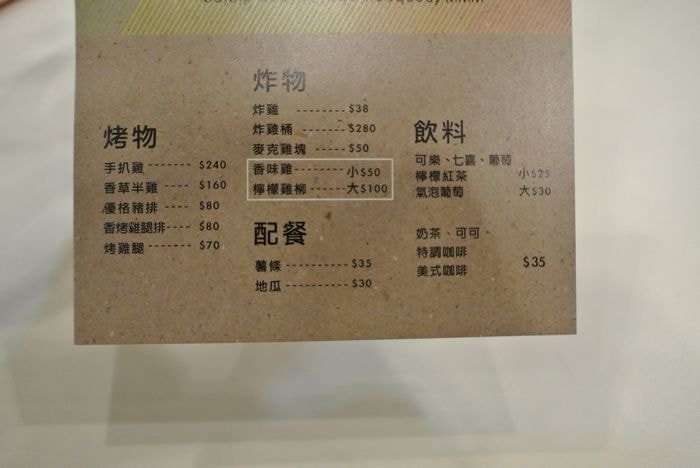 烤物
手扒雞 ------ $240
香草半雞 ---- $160
優格豬排 ---- $80
香烤雞腿排 ---- $80
烤雞腿 ------ $70
炸物
炸雞 -------- $38
炸雞桶 ------- $280
麥克雞塊 ------ $50
香味雞 -------- 小$50
檸檬雞柳 ------ 大$100
配餐
薯條 ---------- $35
地瓜 ---------- $30
飲料
可樂、七喜、葡萄
檸檬紅茶 小$25
氣泡葡萄 大$30
奶茶、可可、
特調咖啡
美式咖啡 $35